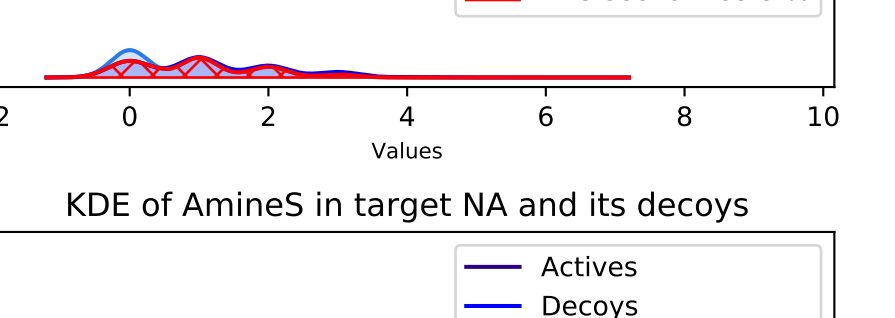 2 0 2 4 6 8 10
Values
KDE of AmineS in target NA and its decoys
Actives
Decoys